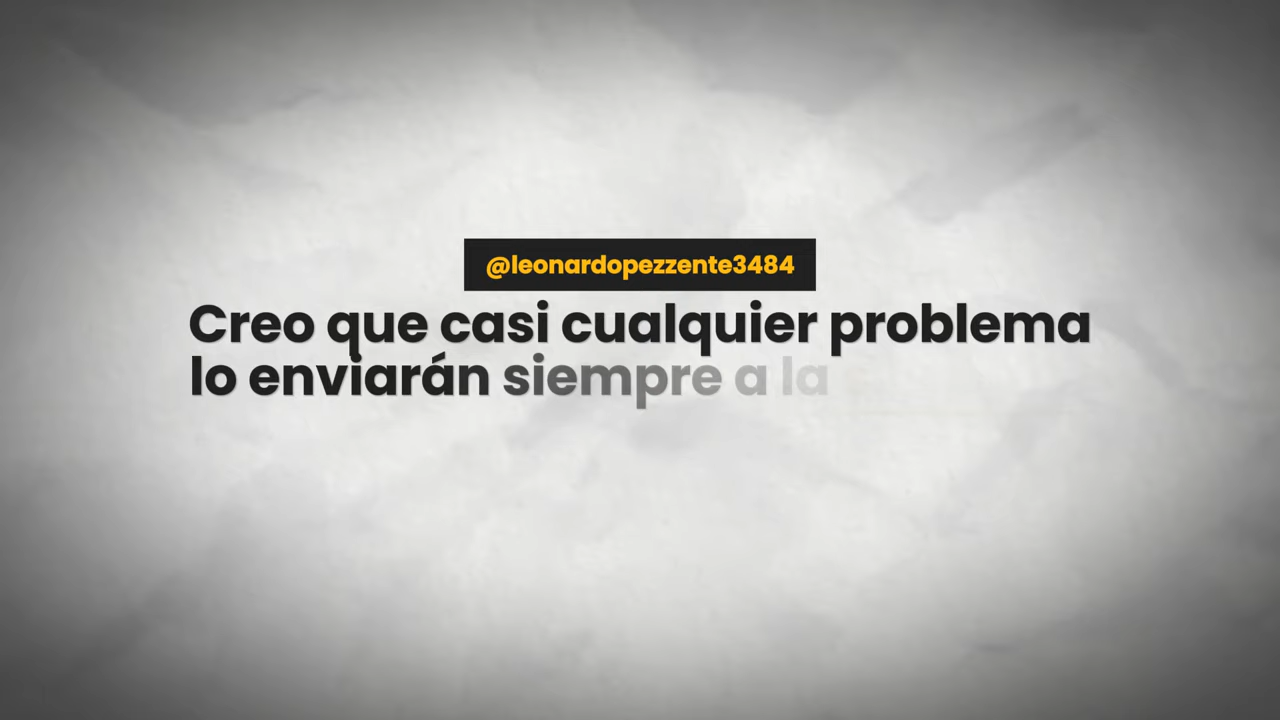 @leonardopezzente3484
Creo que casi cualquier problema
lo enviarán siempre a la